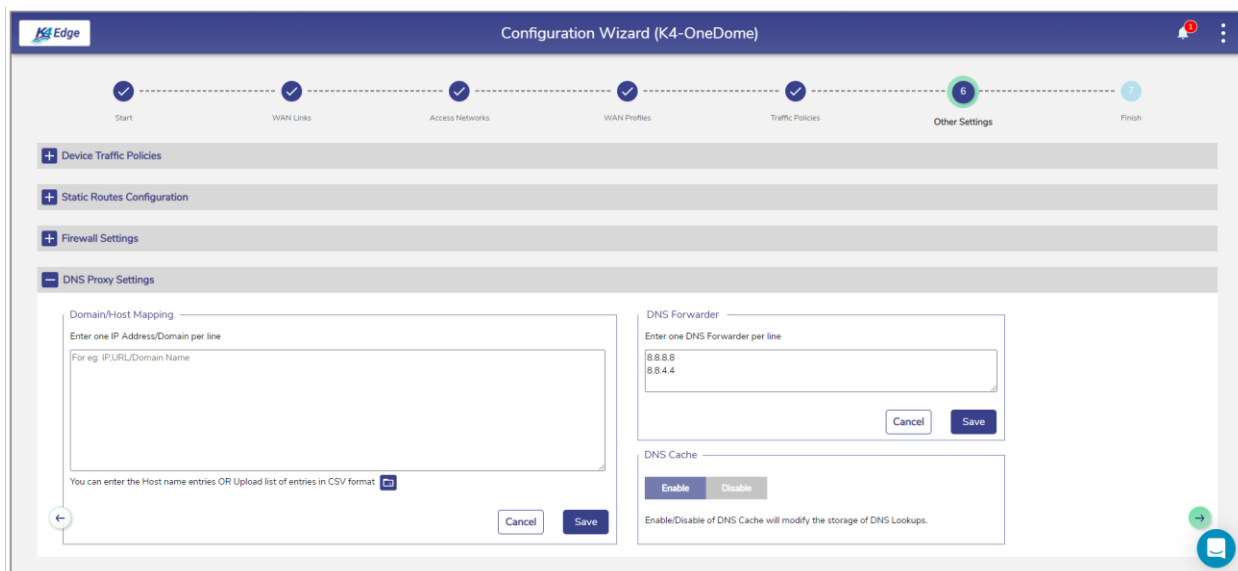 K4 Edge
Configuration Wizard (K4-OneDome)
1
6
7
Start
WAN Links
Access Networks
WAN Profiles
Traffic Policies
Other Settings
Finish
Device Traffic Policies
Static Routes Configuration
Firewall Settings
DNS Proxy Settings
Domain/Host Mapping
Enter one IP Address/Domain per line
For eg: IP,URL/Domain Name
You can enter the Host name entries OR Upload list of entries in CSV format
Cancel Save
DNS Forwarder
Enter one DNS Forwarder per line
8.8.8.8
8.8.4.4
Cancel Save
DNS Cache
Enable Disable
Enable/Disable of DNS Cache will modify the storage of DNS Lookups.